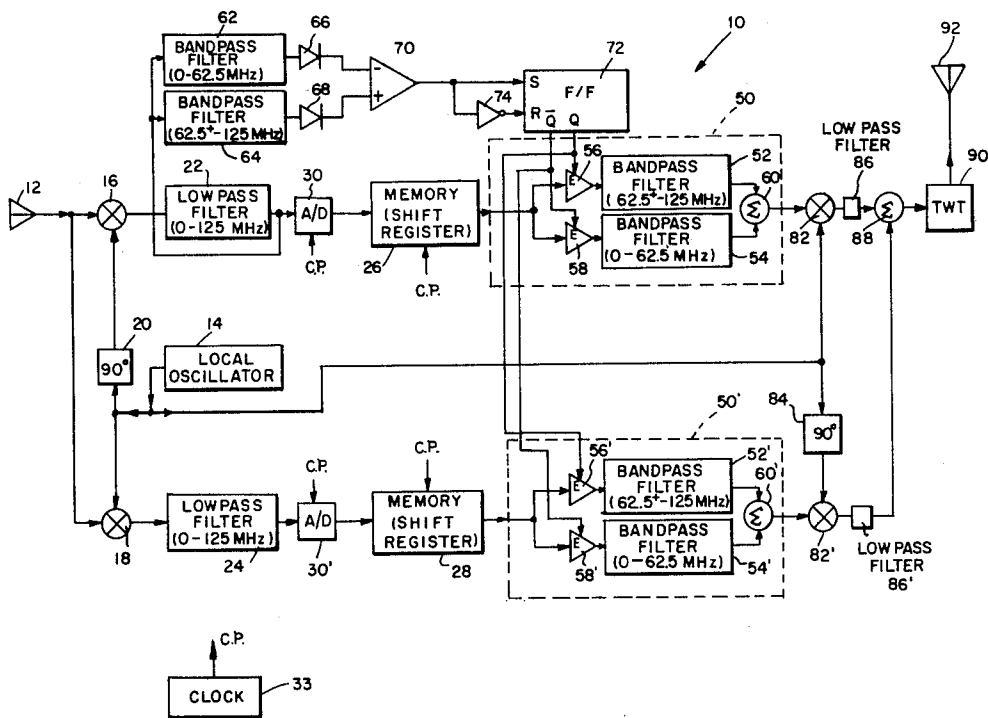 62
66
10
92
BANDPASS
FILTER
(0-62.5MHz)
70
72
-
+
S
F/F
R
Q̅
Q
68
74
BANDPASS
FILTER
(62.5⁺-125 MHz)
64
50
LOW PASS
FILTER
86
90
12
16
22
LOW PASS
FILTER
(0-125 MHz)
30
A/D
C.P.
MEMORY
(SHIFT
REGISTER)
26
C.P.
E
56
BANDPASS
FILTER
(62.5⁺-125MHz)
52
60
Σ
E
58
BANDPASS
FILTER
(0-62.5 MHz)
54
82
Σ
88
TWT
20
90°
14
LOCAL
OSCILLATOR
50'
84
90°
C.P.
C.P.
18
LOWPASS
FILTER
(0-125MHz)
24
A/D
30'
MEMORY
(SHIFT
REGISTER)
28
E
56'
BANDPASS
FILTER
(62.5⁺-125 MHz)
52'
60'
Σ
E
58'
BANDPASS
FILTER
(0-62.5 MHz)
54'
82'
LOW PASS
FILTER
86'
C.P.
CLOCK
33